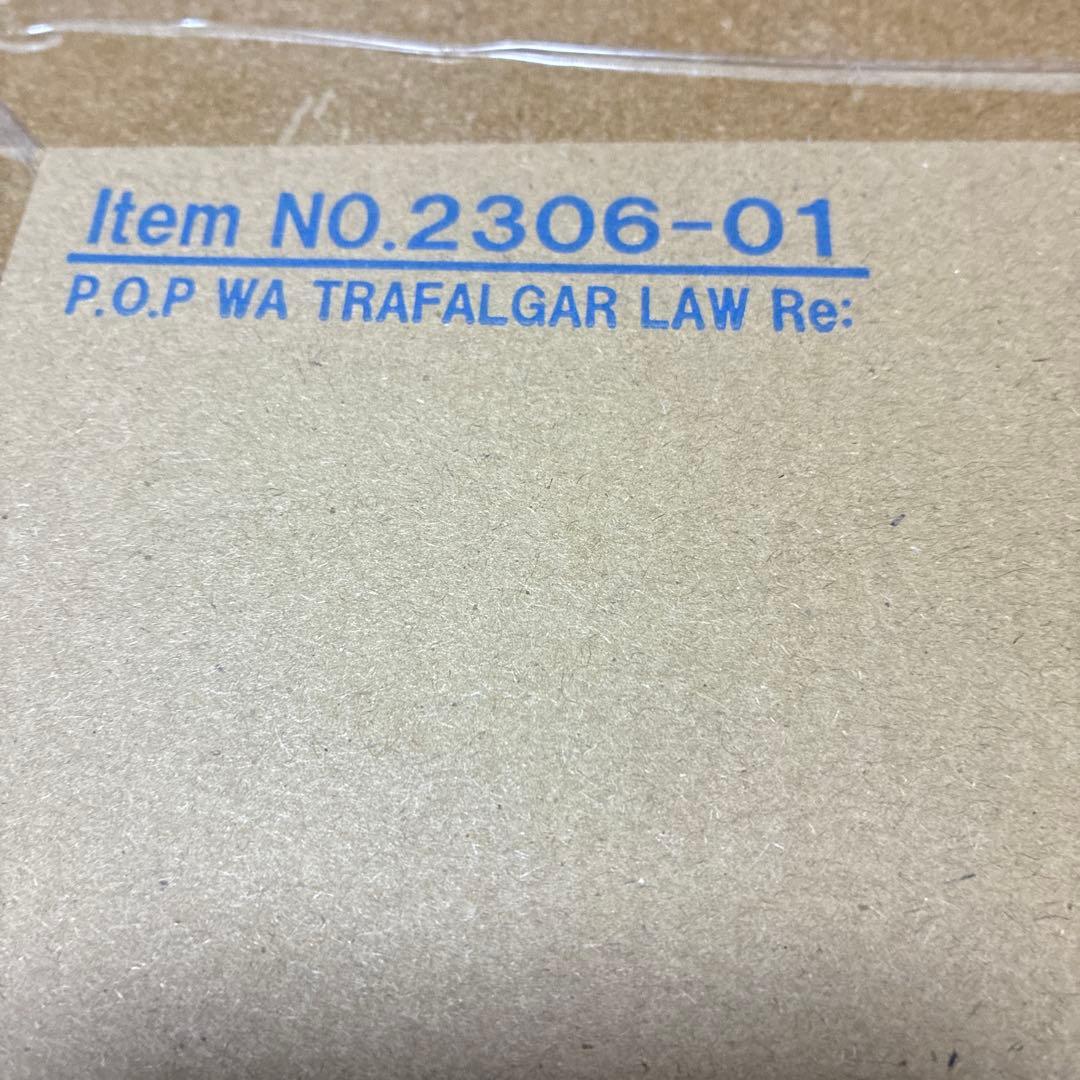 Item NO.2306-01
P.O.P WA TRAFALGAR LAW Re: